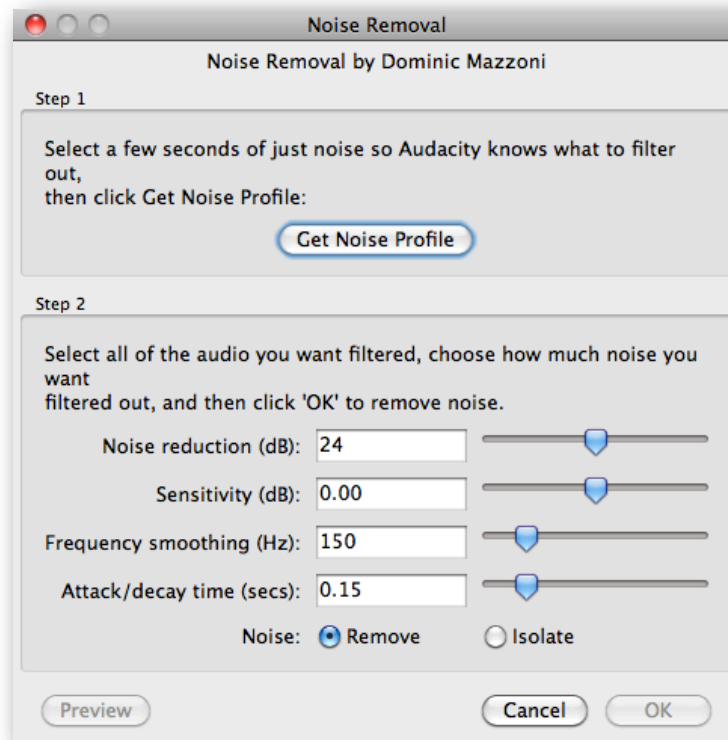 Noise Removal
Noise Removal by Dominic Mazzoni
Step 1
Select a few seconds of just noise so Audacity knows what to filter
out,
then click Get Noise Profile:
Get Noise Profile
Step 2
Select all of the audio you want filtered, choose how much noise you
want
filtered out, and then click 'OK' to remove noise.
Noise reduction (dB): 24
Sensitivity (dB): 0.00
Frequency smoothing (Hz): 150
Attack/decay time (secs): 0.15
Noise: Remove Isolate
Preview Cancel OK